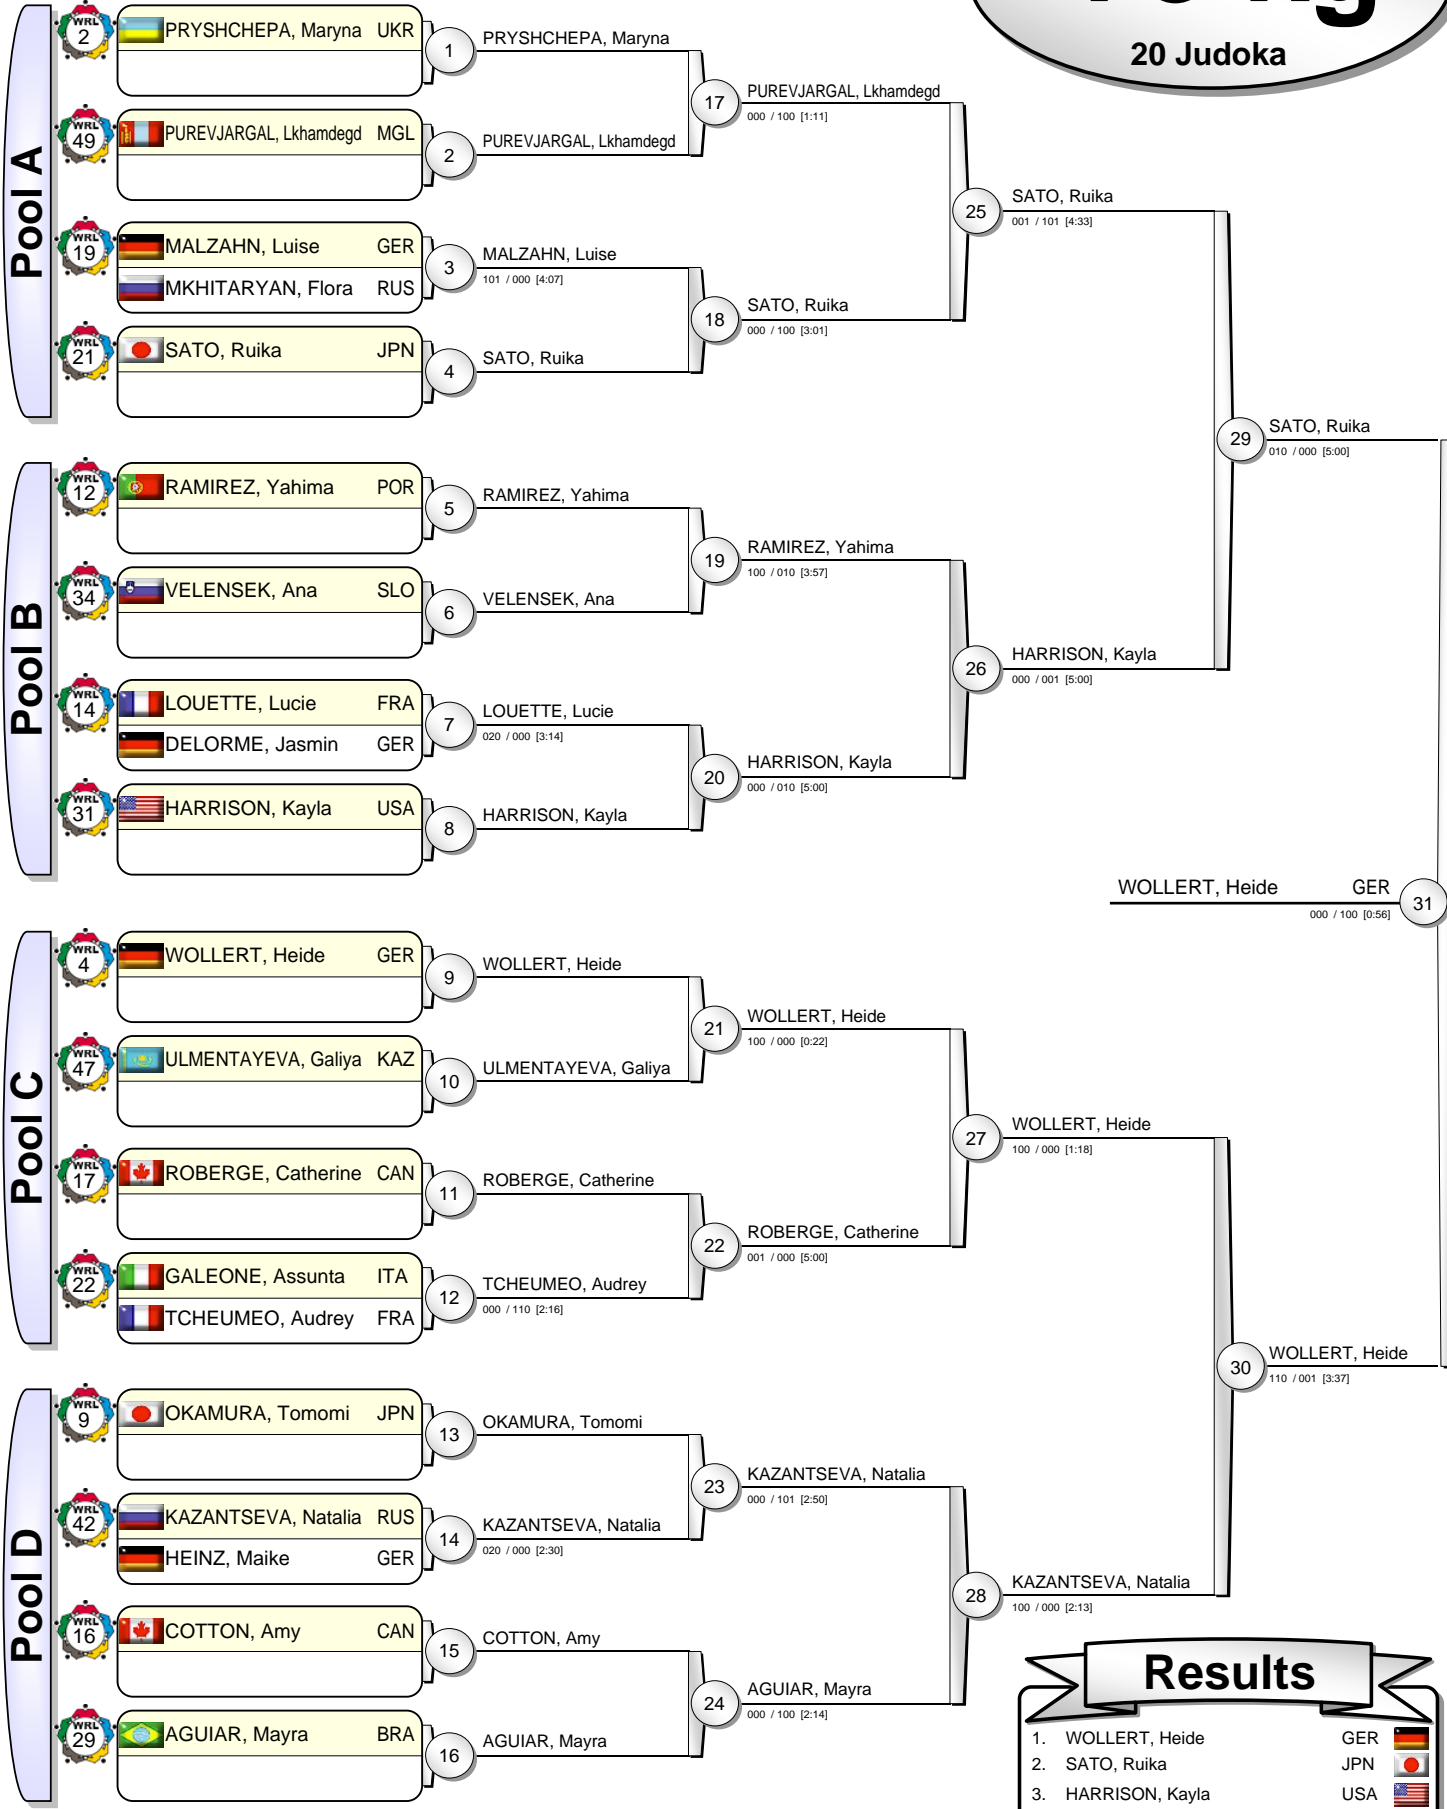 20 Judoka
Pool A
WRL 2 PRYSHCHEPA, Maryna UKR
WRL 49 PUREVJARGAL, Lkhamdegd MGL
WRL 19 MALZAHN, Luise GER
MKHITARYAN, Flora RUS
WRL 21 SATO, Ruika JPN
1 PRYSHCHEPA, Maryna
2 PUREVJARGAL, Lkhamdegd
3 MALZAHN, Luise
101 / 000 [4:07]
4 SATO, Ruika
17 PUREVJARGAL, Lkhamdegd
000 / 100 [1:11]
18 SATO, Ruika
000 / 100 [3:01]
25 SATO, Ruika
001 / 101 [4:33]
Pool B
WRL 12 RAMIREZ, Yahima POR
WRL 34 VELENSEK, Ana SLO
WRL 14 LOUETTE, Lucie FRA
DELORME, Jasmin GER
WRL 31 HARRISON, Kayla USA
5 RAMIREZ, Yahima
6 VELENSEK, Ana
7 LOUETTE, Lucie
020 / 000 [3:14]
8 HARRISON, Kayla
19 RAMIREZ, Yahima
100 / 010 [3:57]
20 HARRISON, Kayla
000 / 010 [5:00]
26 HARRISON, Kayla
000 / 001 [5:00]
29 SATO, Ruika
010 / 000 [5:00]
WOLLERT, Heide GER 31
000 / 100 [0:56]
Pool C
WRL 4 WOLLERT, Heide GER
WRL 47 ULMENTAYEVA, Galiya KAZ
WRL 17 ROBERGE, Catherine CAN
WRL 22 GALEONE, Assunta ITA
TCHEUMEO, Audrey FRA
9 WOLLERT, Heide
10 ULMENTAYEVA, Galiya
11 ROBERGE, Catherine
12 TCHEUMEO, Audrey
000 / 110 [2:16]
21 WOLLERT, Heide
100 / 000 [0:22]
22 ROBERGE, Catherine
001 / 000 [5:00]
27 WOLLERT, Heide
100 / 000 [1:18]
Pool D
WRL 9 OKAMURA, Tomomi JPN
WRL 42 KAZANTSEVA, Natalia RUS
HEINZ, Maike GER
WRL 16 COTTON, Amy CAN
WRL 29 AGUIAR, Mayra BRA
13 OKAMURA, Tomomi
14 KAZANTSEVA, Natalia
020 / 000 [2:30]
15 COTTON, Amy
16 AGUIAR, Mayra
23 KAZANTSEVA, Natalia
000 / 101 [2:50]
24 AGUIAR, Mayra
000 / 100 [2:14]
28 KAZANTSEVA, Natalia
100 / 000 [2:13]
30 WOLLERT, Heide
110 / 001 [3:37]
Results
1. WOLLERT, Heide GER
2. SATO, Ruika JPN
3. HARRISON, Kayla USA